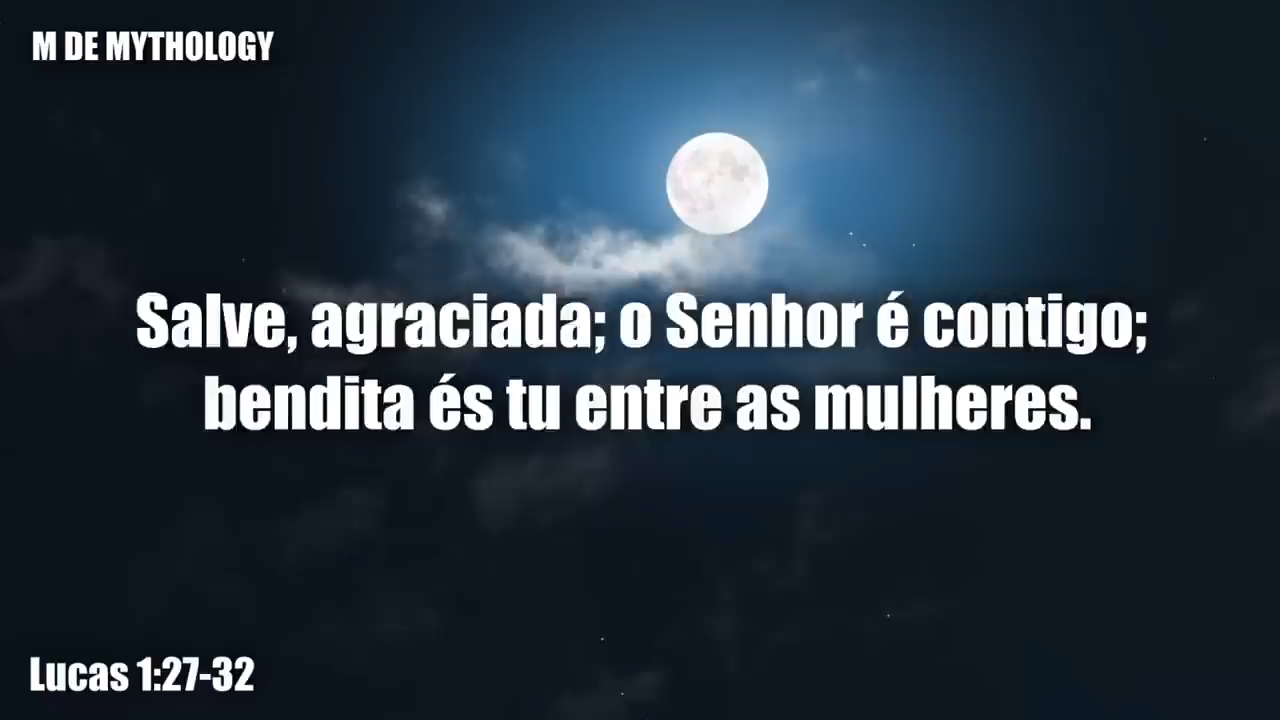 M DE MYTHOLOGY
Salve, agraciada; o Senhor é contigo;
bendita és tu entre as mulheres.
Lucas 1:27-32